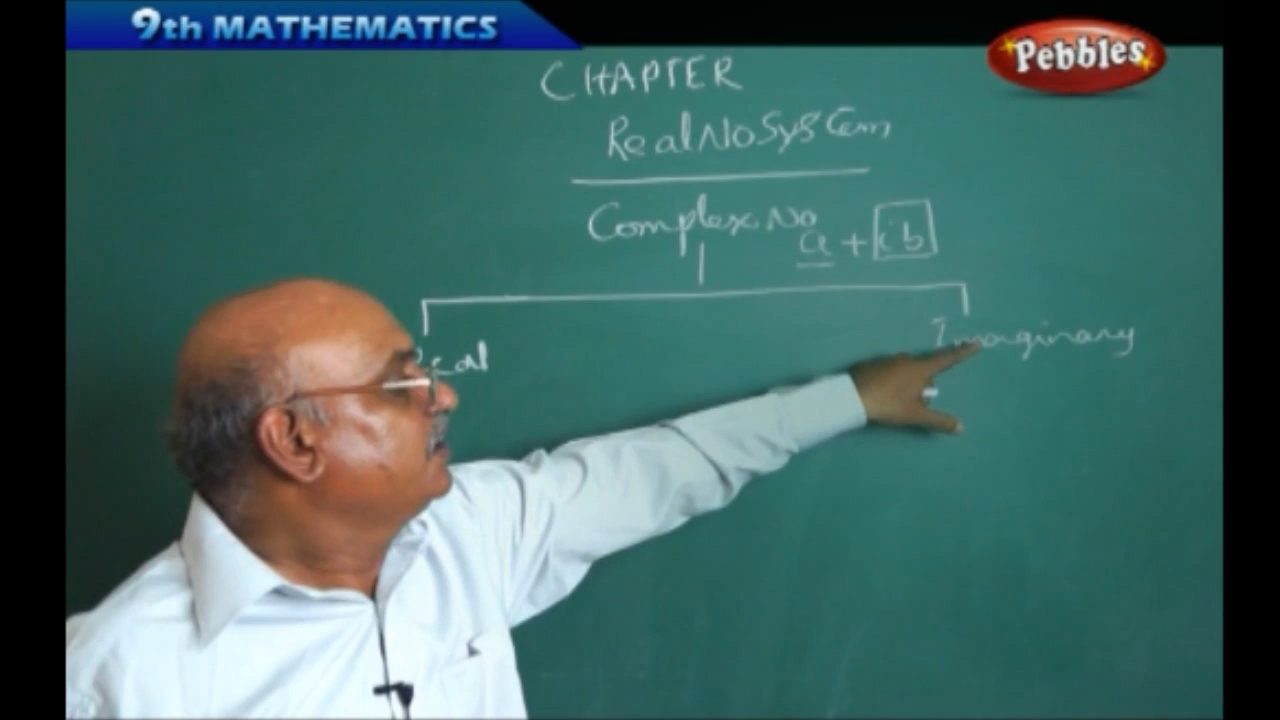 9th MATHEMATICS
Pebbles
CHAPTER
Real No System
Complex No
a + ib
Real
Imaginary